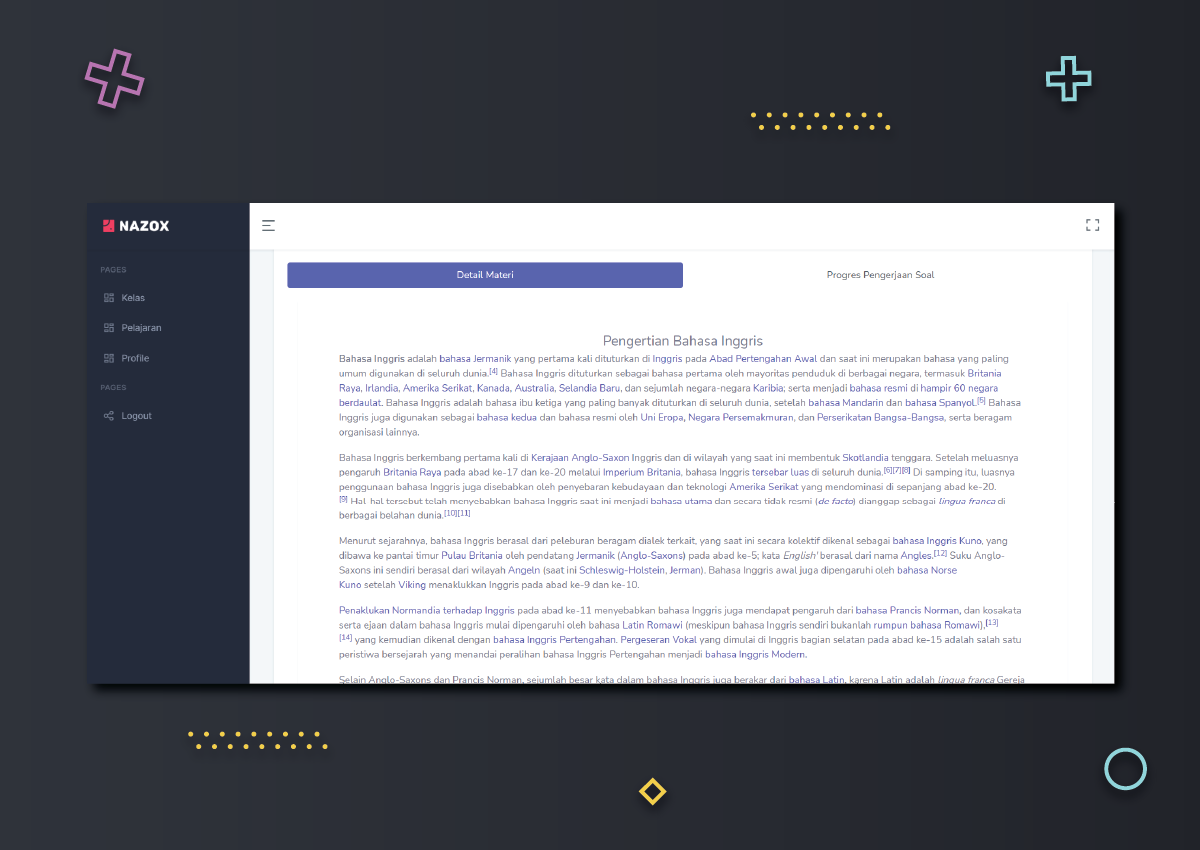 NAZOX
PAGES
Kelas
Pelajaran
Profile
PAGES
Logout
Detail Materi
Progres Pengerjaan Soal
Pengertian Bahasa Inggris
Bahasa Inggris adalah bahasa Jermanik yang pertama kali dituturkan di Inggris pada Abad Pertengahan Awal dan saat ini merupakan bahasa yang paling
umum digunakan di seluruh dunia.[4] Bahasa Inggris dituturkan sebagai bahasa pertama oleh mayoritas penduduk di berbagai negara, termasuk Britania
Raya, Irlandia, Amerika Serikat, Kanada, Australia, Selandia Baru, dan sejumlah negara-negara Karibia; serta menjadi bahasa resmi di hampir 60 negara
berdaulat. Bahasa Inggris adalah bahasa ibu ketiga yang paling banyak dituturkan di seluruh dunia, setelah bahasa Mandarin dan bahasa Spanyol.[5] Bahasa
Inggris juga digunakan sebagai bahasa kedua dan bahasa resmi oleh Uni Eropa, Negara Persemakmuran, dan Perserikatan Bangsa-Bangsa, serta beragam
organisasi lainnya.
Bahasa Inggris berkembang pertama kali di Kerajaan Anglo-Saxon Inggris dan di wilayah yang saat ini membentuk Skotlandia tenggara. Setelah meluasnya
pengaruh Britania Raya pada abad ke-17 dan ke-20 melalui Imperium Britania, bahasa Inggris tersebar luas di seluruh dunia.[6][7][8] Di samping itu, luasnya
penggunaan bahasa Inggris juga disebabkan oleh penyebaran kebudayaan dan teknologi Amerika Serikat yang mendominasi di sepanjang abad ke-20.
[9] Hal-hal tersebut telah menyebabkan bahasa Inggris saat ini menjadi bahasa utama dan secara tidak resmi (de facto) dianggap sebagai lingua franca di
berbagai belahan dunia.[10][11]
Menurut sejarahnya, bahasa Inggris berasal dari peleburan beragam dialek terkait, yang saat ini secara kolektif dikenal sebagai bahasa Inggris Kuno, yang
dibawa ke pantai timur Pulau Britania oleh pendatang Jermanik (Anglo-Saxons) pada abad ke-5; kata English' berasal dari nama Angles.[12] Suku Anglo-
Saxons ini sendiri berasal dari wilayah Angeln (saat ini Schleswig-Holstein, Jerman). Bahasa Inggris awal juga dipengaruhi oleh bahasa Norse
Kuno setelah Viking menaklukkan Inggris pada abad ke-9 dan ke-10.
Penaklukan Normandia terhadap Inggris pada abad ke-11 menyebabkan bahasa Inggris juga mendapat pengaruh dari bahasa Prancis Norman, dan kosakata
serta ejaan dalam bahasa Inggris mulai dipengaruhi oleh bahasa Latin Romawi (meskipun bahasa Inggris sendiri bukanlah rumpun bahasa Romawi),[13]
[14] yang kemudian dikenal dengan bahasa Inggris Pertengahan. Pergeseran Vokal yang dimulai di Inggris bagian selatan pada abad ke-15 adalah salah satu
peristiwa bersejarah yang menandai peralihan bahasa Inggris Pertengahan menjadi bahasa Inggris Modern.
Selain Anglo-Saxons dan Prancis Norman, sejumlah besar kata dalam bahasa Inggris juga berakar dari bahasa Latin, karena Latin adalah lingua franca Gereja